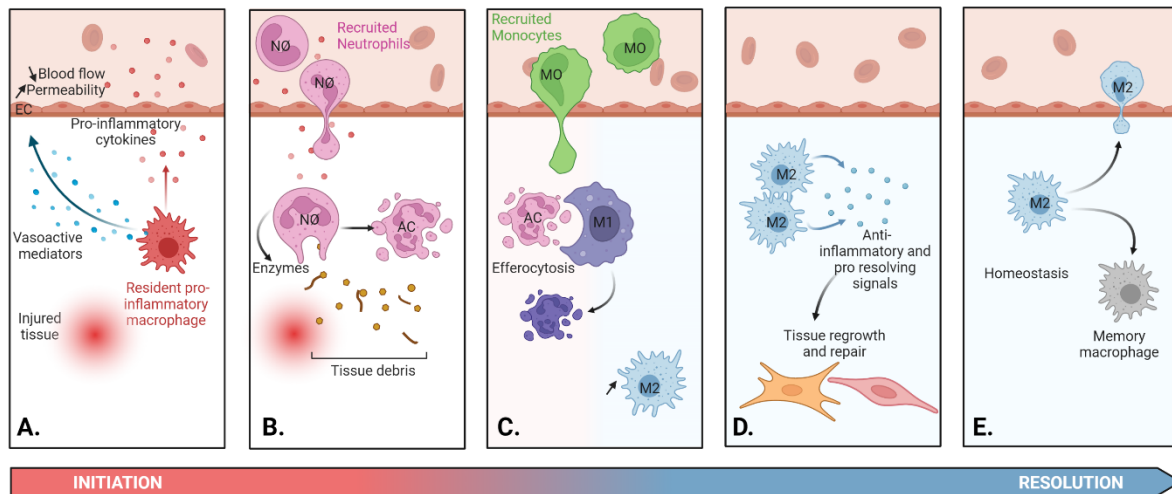 Blood flow
Permeability
EC
Pro-inflammatory
cytokines
Vasoactive
mediators
Resident pro-
inflammatory
macrophage
Injured
tissue
A.
NØ
Recruited
Neutrophils
NØ
NØ
AC
Enzymes
Tissue debris
B.
Recruited
Monocytes
MO
MO
AC
M1
Efferocytosis
M2
C.
M2
M2
Anti-
inflammatory and
pro resolving
signals
Tissue regrowth
and repair
D.
M2
M2
Homeostasis
Memory
macrophage
E.
INITIATION
RESOLUTION